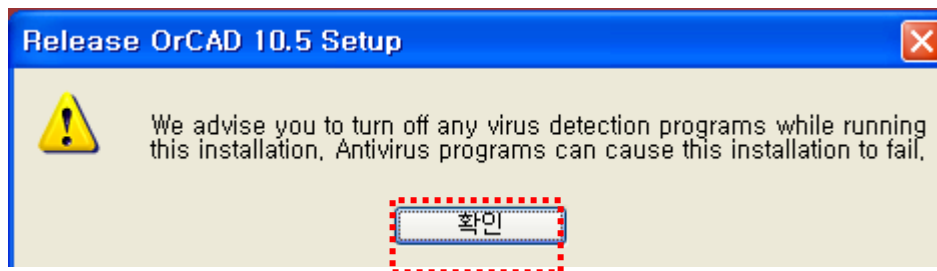 Release OrCAD 10.5 Setup
We advise you to turn off any virus detection programs while running
this installation, Antivirus programs can cause this installation to fail,
확인